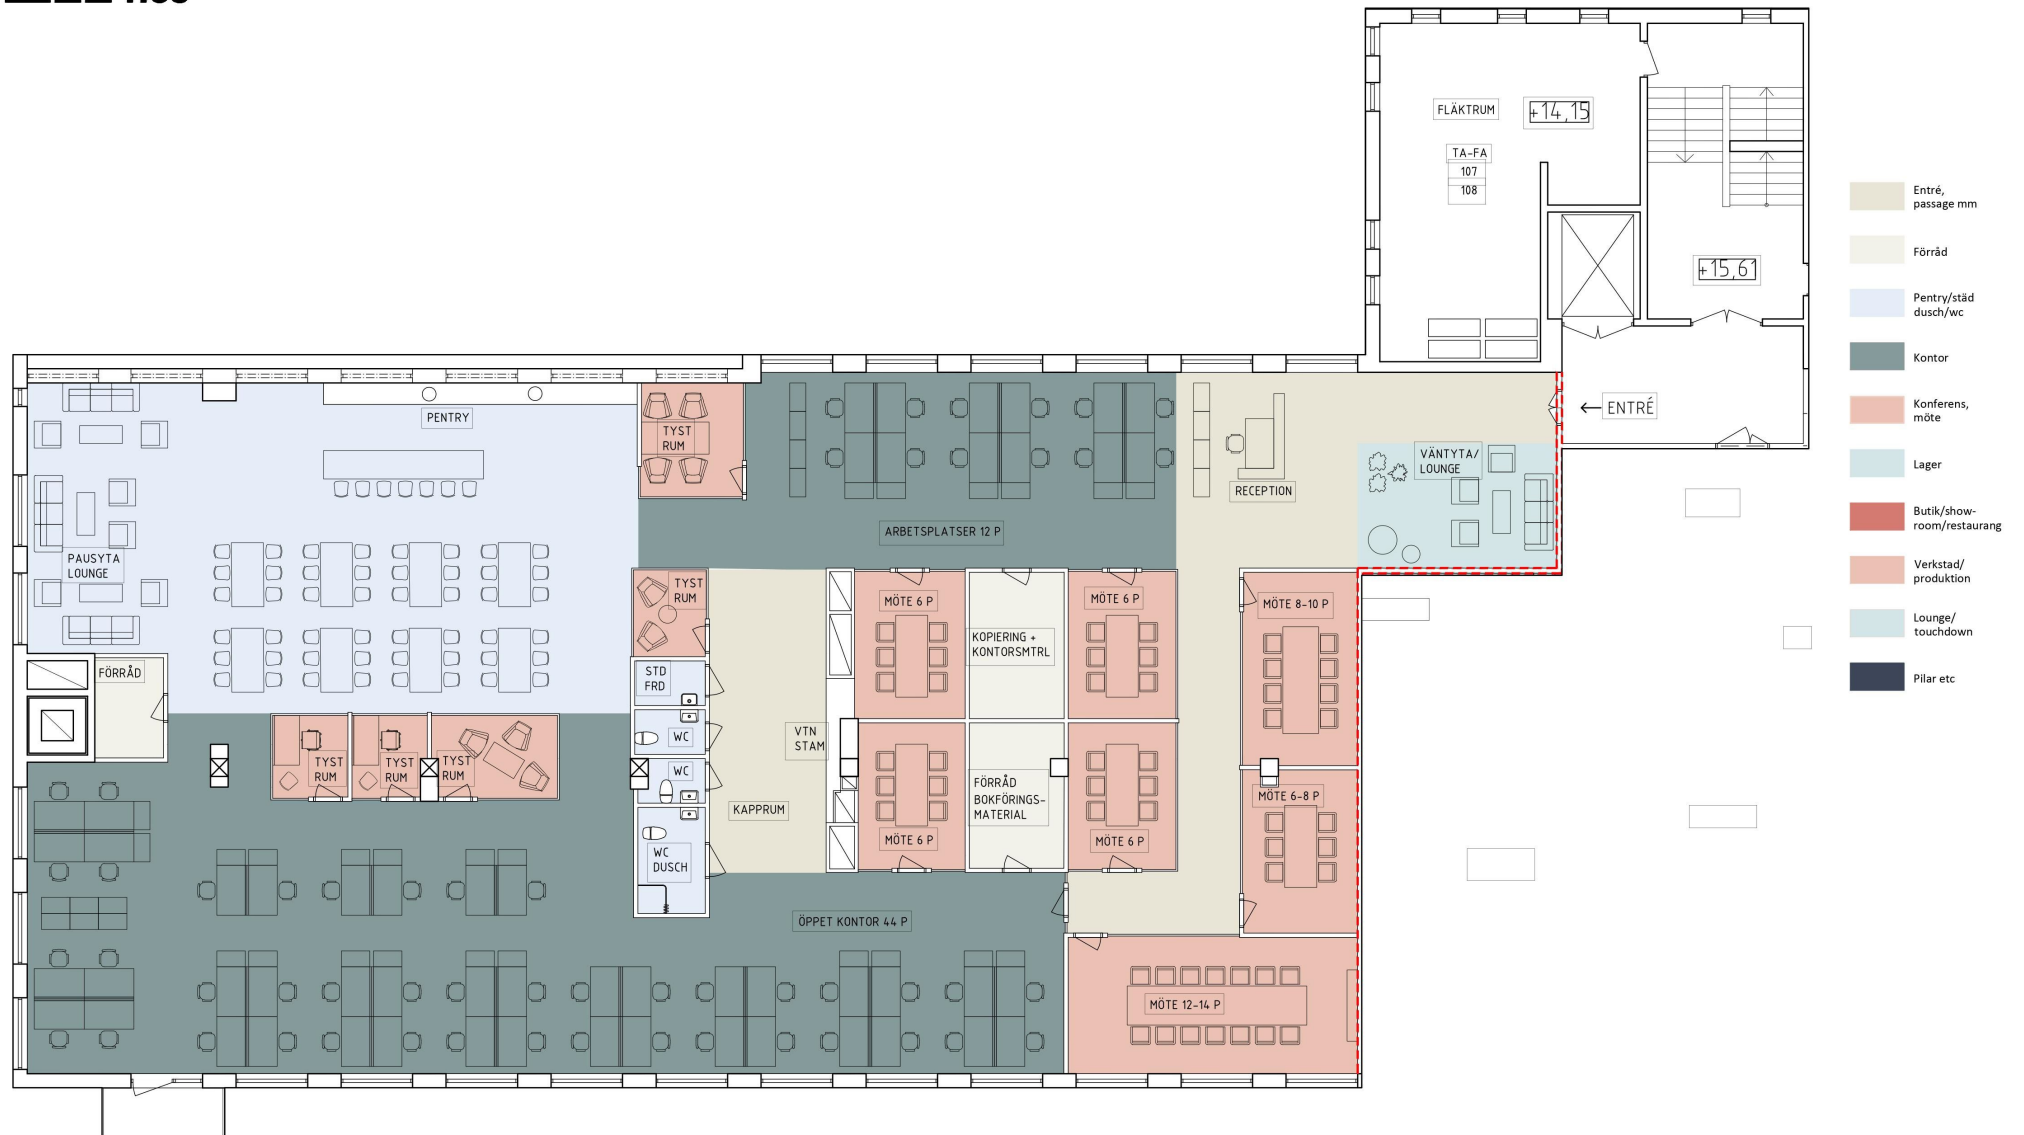 FLÄKTRUM
+14,15
TA-FA
107
108
+15,61
← ENTRÉ
PENTRY
TYST
RUM
VÄNTYTA/
LOUNGE
RECEPTION
ARBETSPLATSER 12 P
PAUSYTA
LOUNGE
TYST
RUM
MÖTE 6 P
MÖTE 6 P
MÖTE 8-10 P
KOPIERING +
KONTORSMTRL
FÖRRÅD
STD
FRD
WC
VTN
STAM
TYST
RUM
TYST
RUM
TYST
RUM
WC
FÖRRÅD
BOKFÖRINGS-
MATERIAL
MÖTE 6-8 P
KAPPRUM
MÖTE 6 P
MÖTE 6 P
WC
DUSCH
ÖPPET KONTOR 44 P
MÖTE 12-14 P
Entré,
passage mm
Förråd
Pentry/städ
dusch/wc
Kontor
Konferens,
möte
Lager
Butik/show-
room/restaurang
Verkstad/
produktion
Lounge/
touchdown
Pilar etc